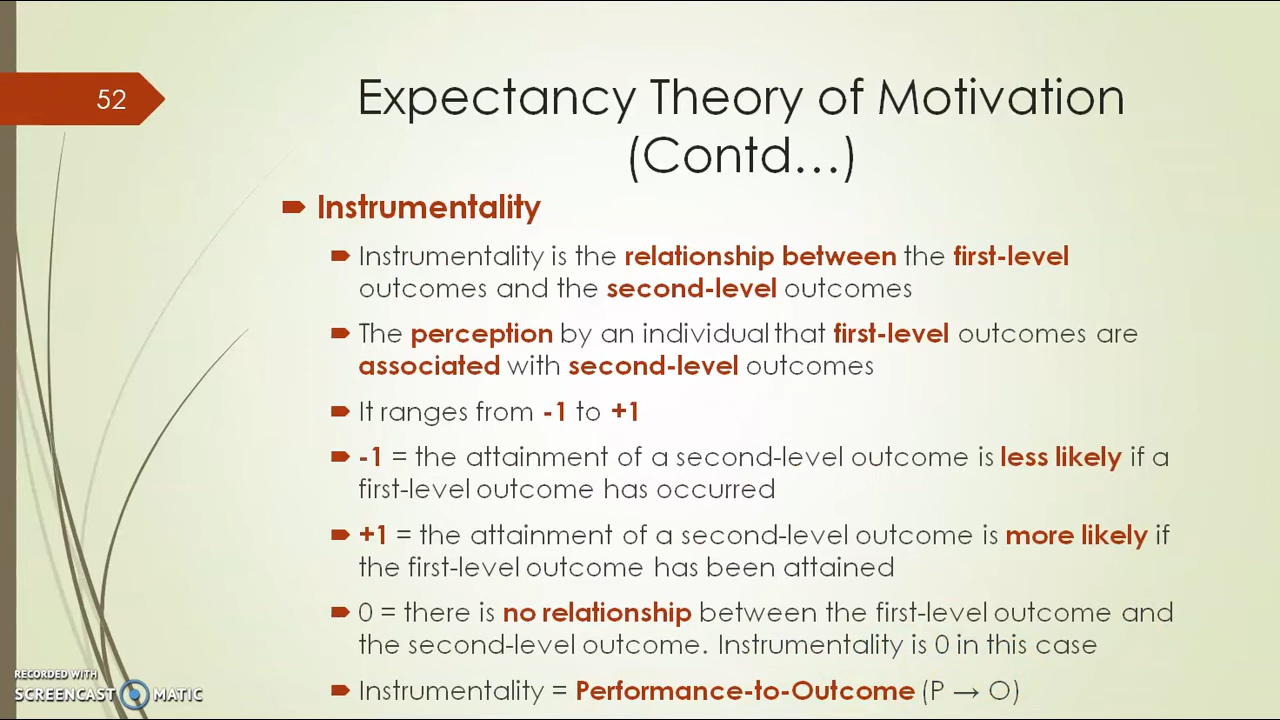 52
Expectancy Theory of Motivation
(Contd...)
Instrumentality
Instrumentality is the relationship between the first-level
outcomes and the second-level outcomes
The perception by an individual that first-level outcomes are
associated with second-level outcomes
It ranges from -1 to +1
-1 = the attainment of a second-level outcome is less likely if a
first-level outcome has occurred
+1 = the attainment of a second-level outcome is more likely if
the first-level outcome has been attained
0 = there is no relationship between the first-level outcome and
the second-level outcome. Instrumentality is 0 in this case
Instrumentality = Performance-to-Outcome (P → O)
RECORDED WITH
SCREENCAST MATIC